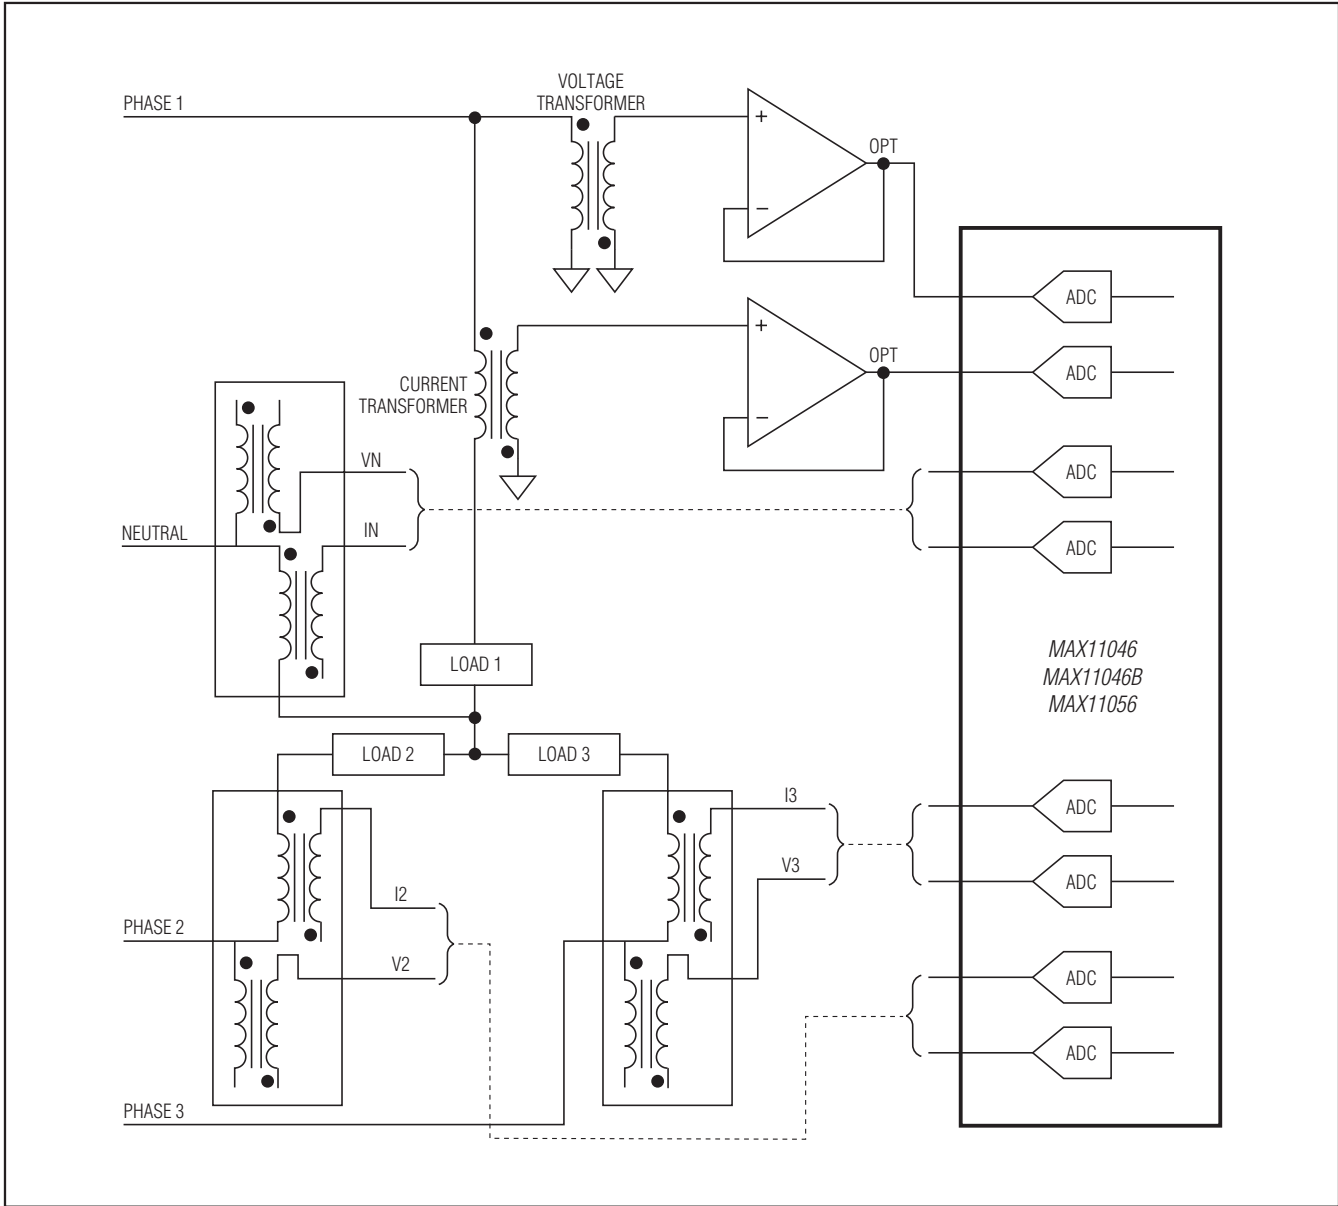 VOLTAGE
TRANSFORMER
PHASE 1
+
OPT
−
ADC
+
OPT
ADC
CURRENT
TRANSFORMER
−
VN
ADC
NEUTRAL
IN
ADC
MAX11046
MAX11046B
MAX11056
LOAD 1
LOAD 2
LOAD 3
I3
ADC
V3
ADC
I2
PHASE 2
V2
ADC
ADC
PHASE 3